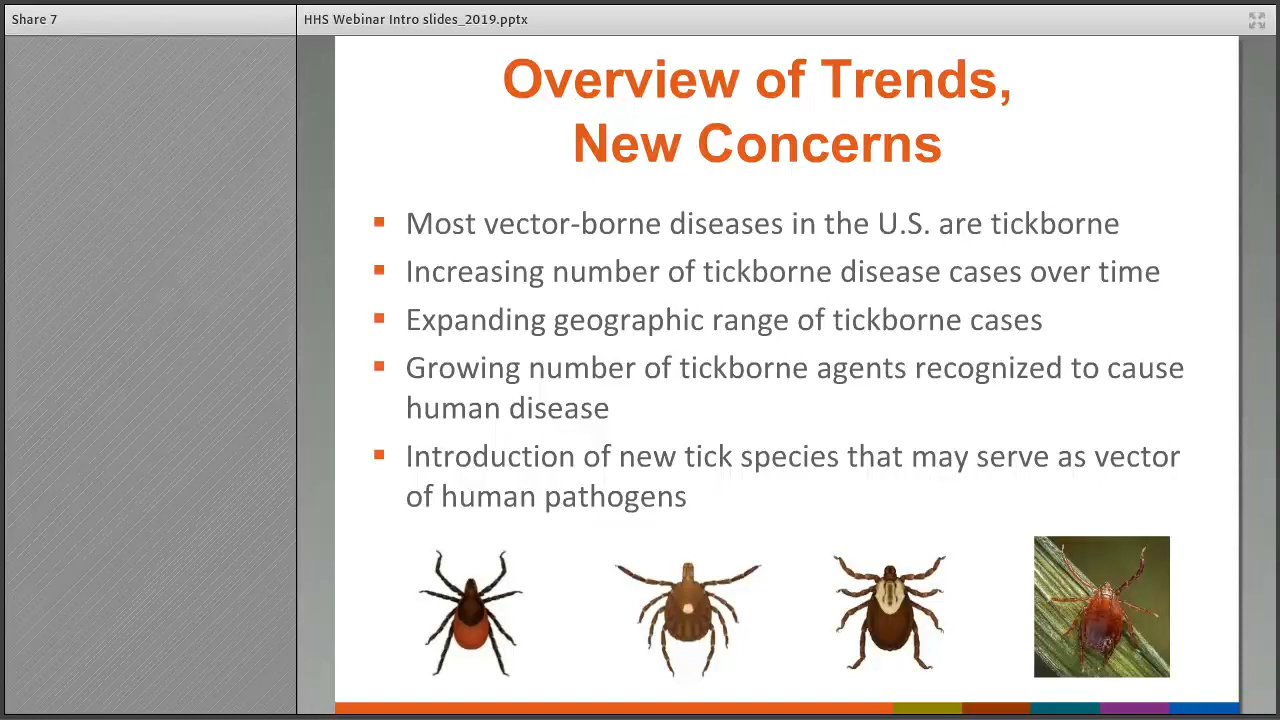 Share 7
HHS Webinar Intro slides_2019.pptx
Overview of Trends,
New Concerns
Most vector-borne diseases in the U.S. are tickborne
Increasing number of tickborne disease cases over time
Expanding geographic range of tickborne cases
Growing number of tickborne agents recognized to cause
human disease
Introduction of new tick species that may serve as vector
of human pathogens